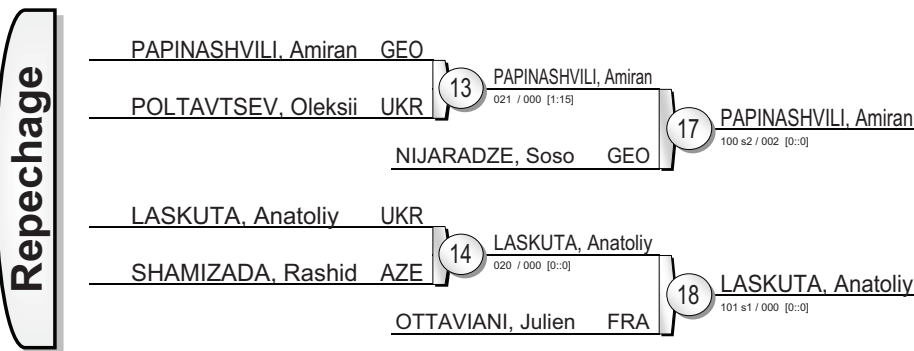 Repechage
PAPINASHVILI, Amiran GEO
POLTAVTSEV, Oleksii UKR
13
PAPINASHVILI, Amiran
021 / 000 [1:15]
NIJARADZE, Soso GEO
17
PAPINASHVILI, Amiran
100 s2 / 002 [0::0]
LASKUTA, Anatoliy UKR
SHAMIZADA, Rashid AZE
14
LASKUTA, Anatoliy
020 / 000 [0::0]
OTTAVIANI, Julien FRA
18
LASKUTA, Anatoliy
101 s1 / 000 [0::0]